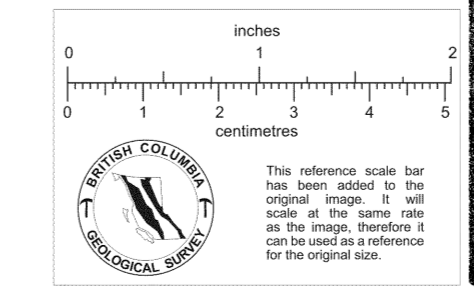 inches
0 1 2
0 1 2 3 4 5
centimetres
BRITISH COLUMBIA
GEOLOGICAL SURVEY
This reference scale bar
has been added to the
original image. It will
scale at the same rate
as the image, therefore it
can be used as a reference
for the original size.